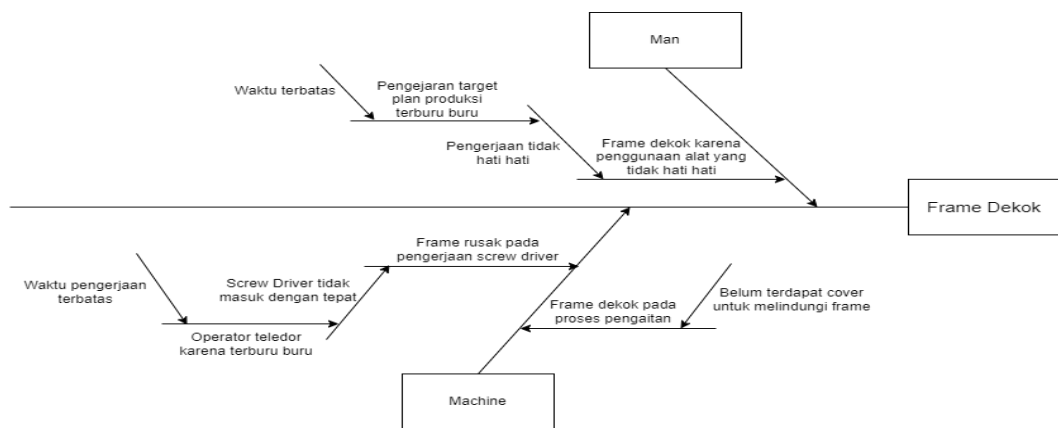 Man
Waktu terbatas
Pengejaran target
plan produksi
terburu buru
Pengerjaan tidak
hati hati
Frame dekok karena
penggunaan alat yang
tidak hati hati
Frame Dekok
Frame rusak pada
pengerjaan screw driver
Waktu pengerjaan
terbatas
Screw Driver tidak
masuk dengan tepat
Operator teledor
karena terburu buru
Frame dekok pada
proses pengaitan
Belum terdapat cover
untuk melindungi frame
Machine